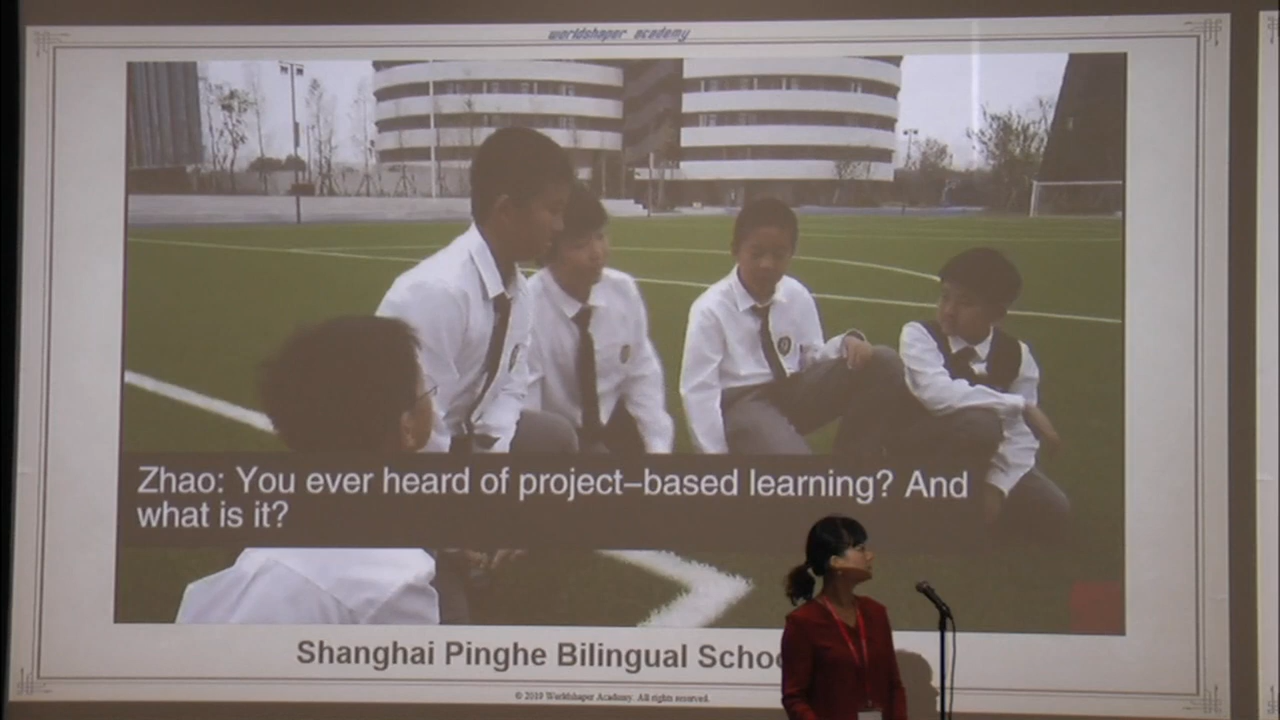 worldshaper academy
Zhao: You ever heard of project–based learning? And
what is it?
Shanghai Pinghe Bilingual Schoo
© 2019 Worldshaper Academy. All rights reserved.